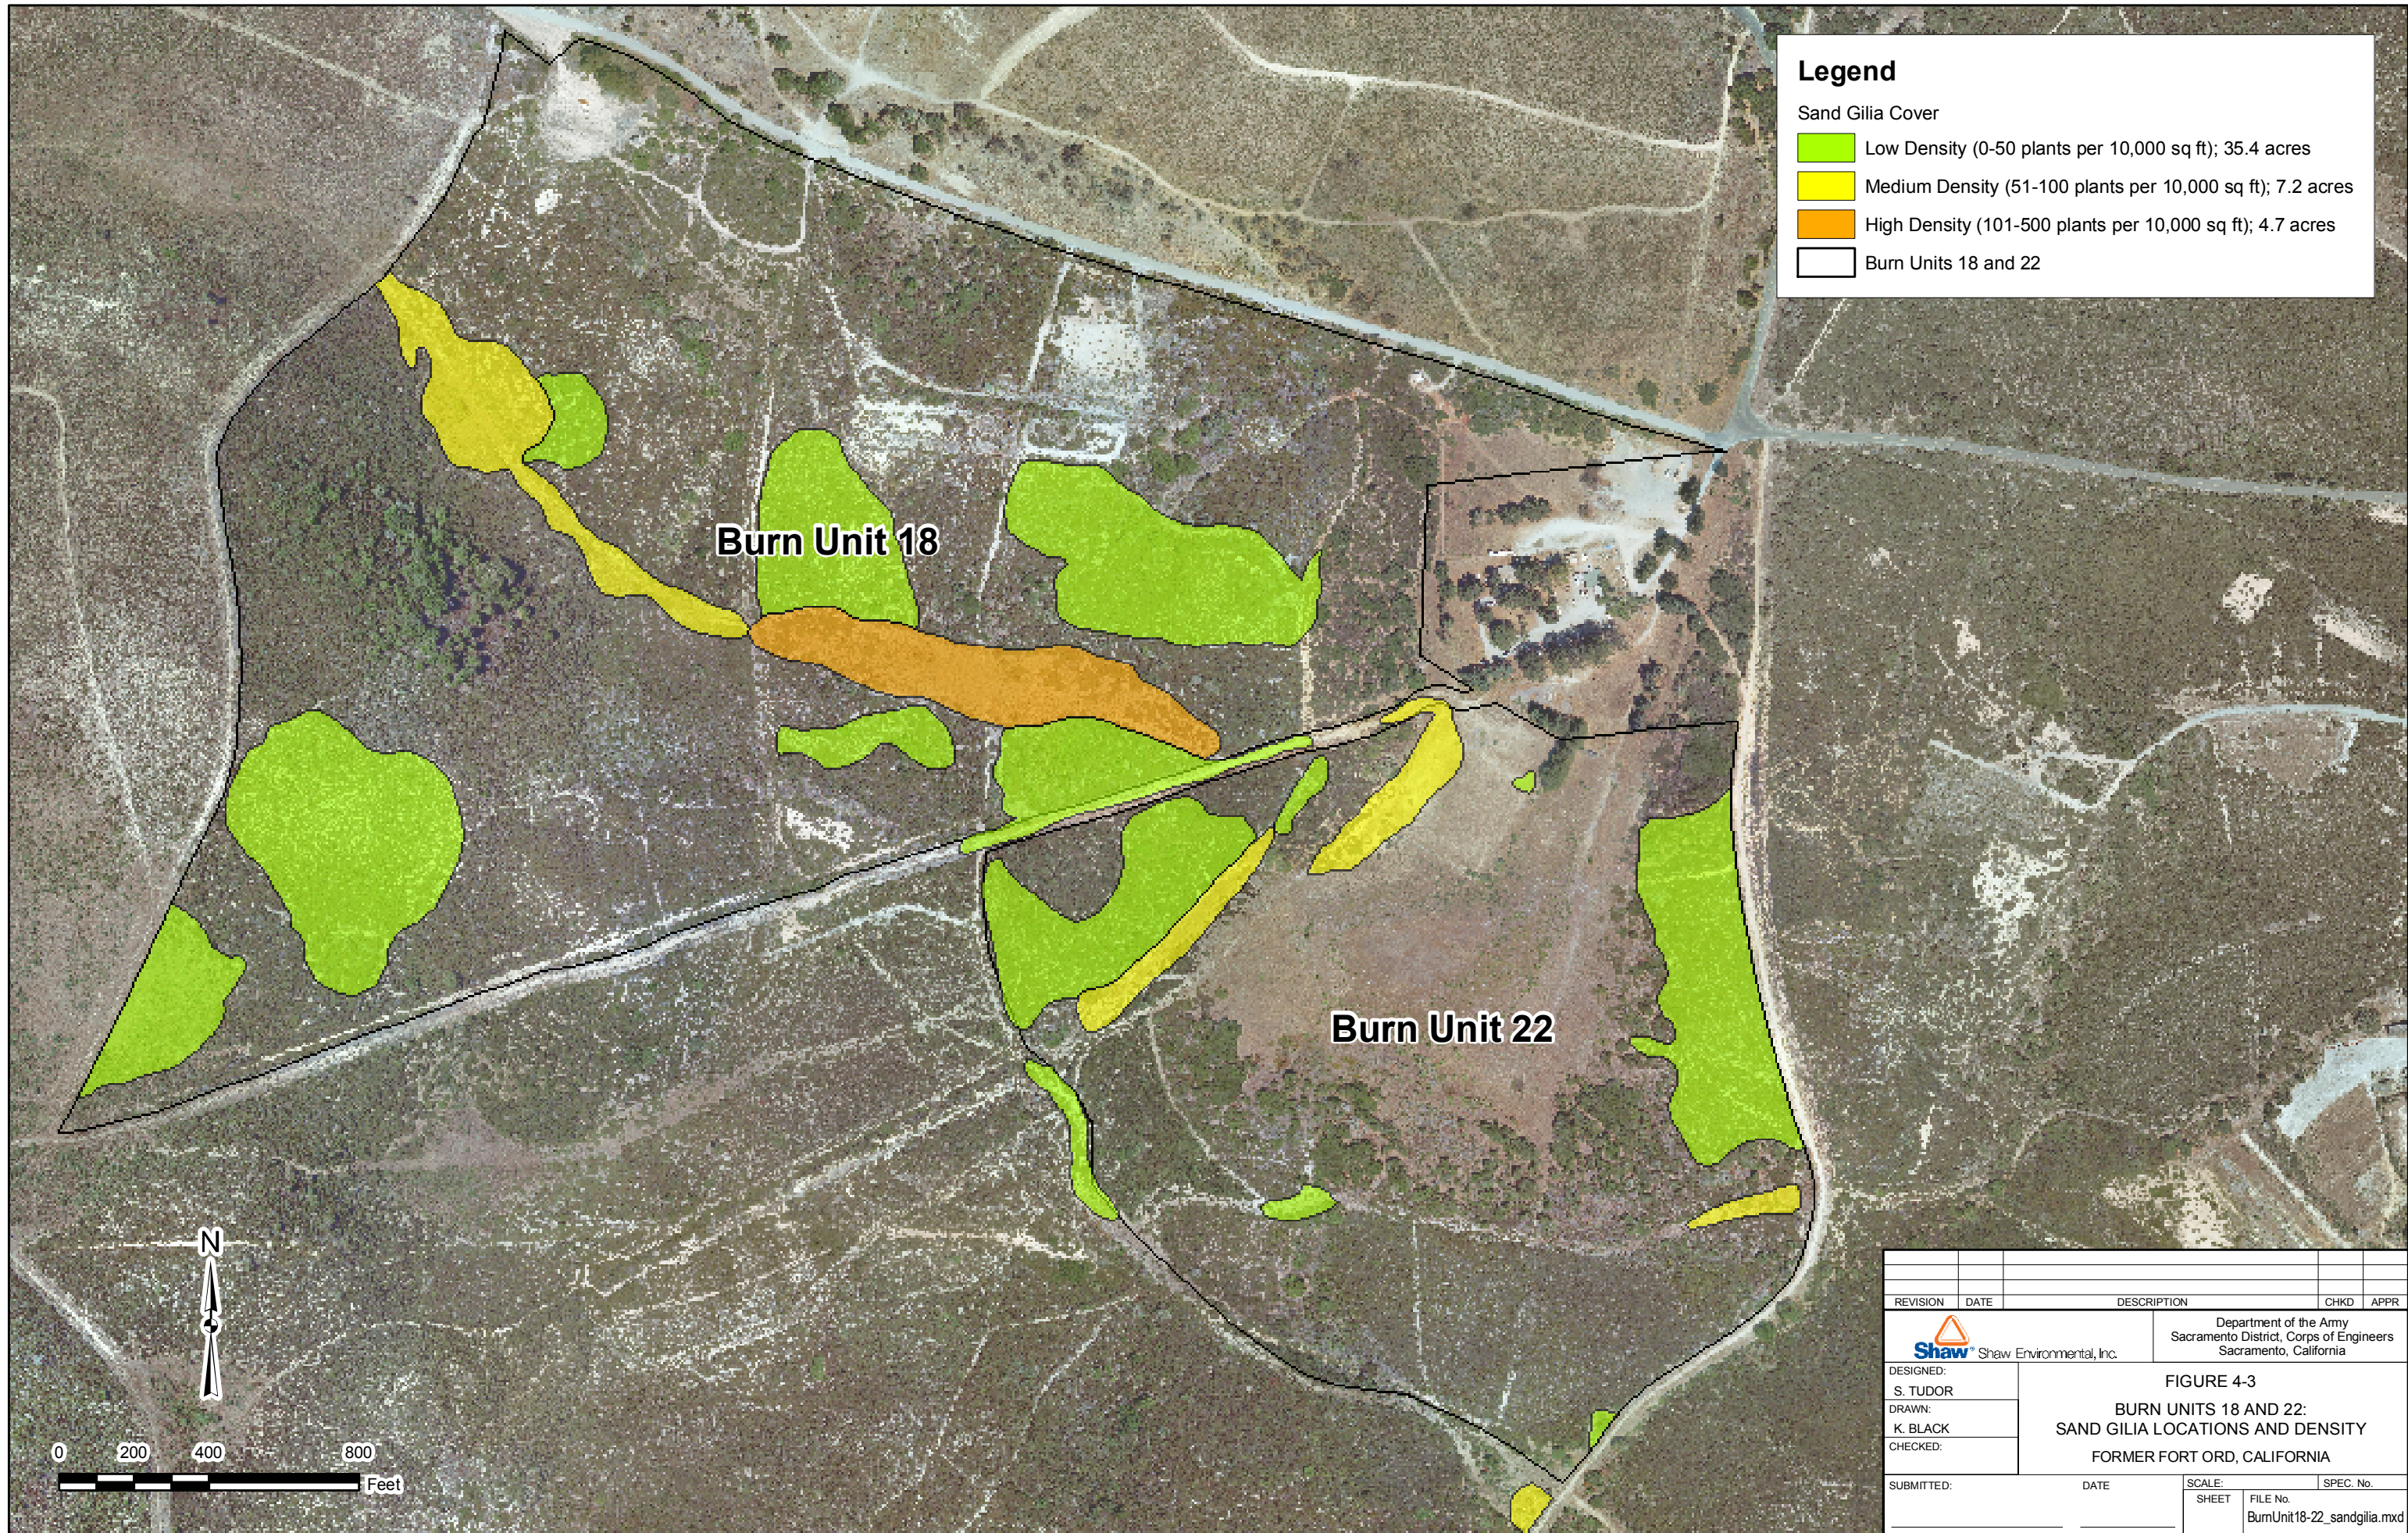 Legend
Sand Gilia Cover
Low Density (0-50 plants per 10,000 sq ft); 35.4 acres
Medium Density (51-100 plants per 10,000 sq ft); 7.2 acres
High Density (101-500 plants per 10,000 sq ft); 4.7 acres
Burn Units 18 and 22
Burn Unit 18
Burn Unit 22
N
0 200 400 800
Feet
REVISION DATE DESCRIPTION CHKD APPR
Shaw® Shaw Environmental, Inc.
Department of the Army
Sacramento District, Corps of Engineers
Sacramento, California
DESIGNED:
S. TUDOR
DRAWN:
K. BLACK
CHECKED:
FIGURE 4-3
BURN UNITS 18 AND 22:
SAND GILIA LOCATIONS AND DENSITY
FORMER FORT ORD, CALIFORNIA
SUBMITTED: DATE
SCALE: SPEC. No.
SHEET FILE No.
BurnUnit18-22_sandgilia.mxd